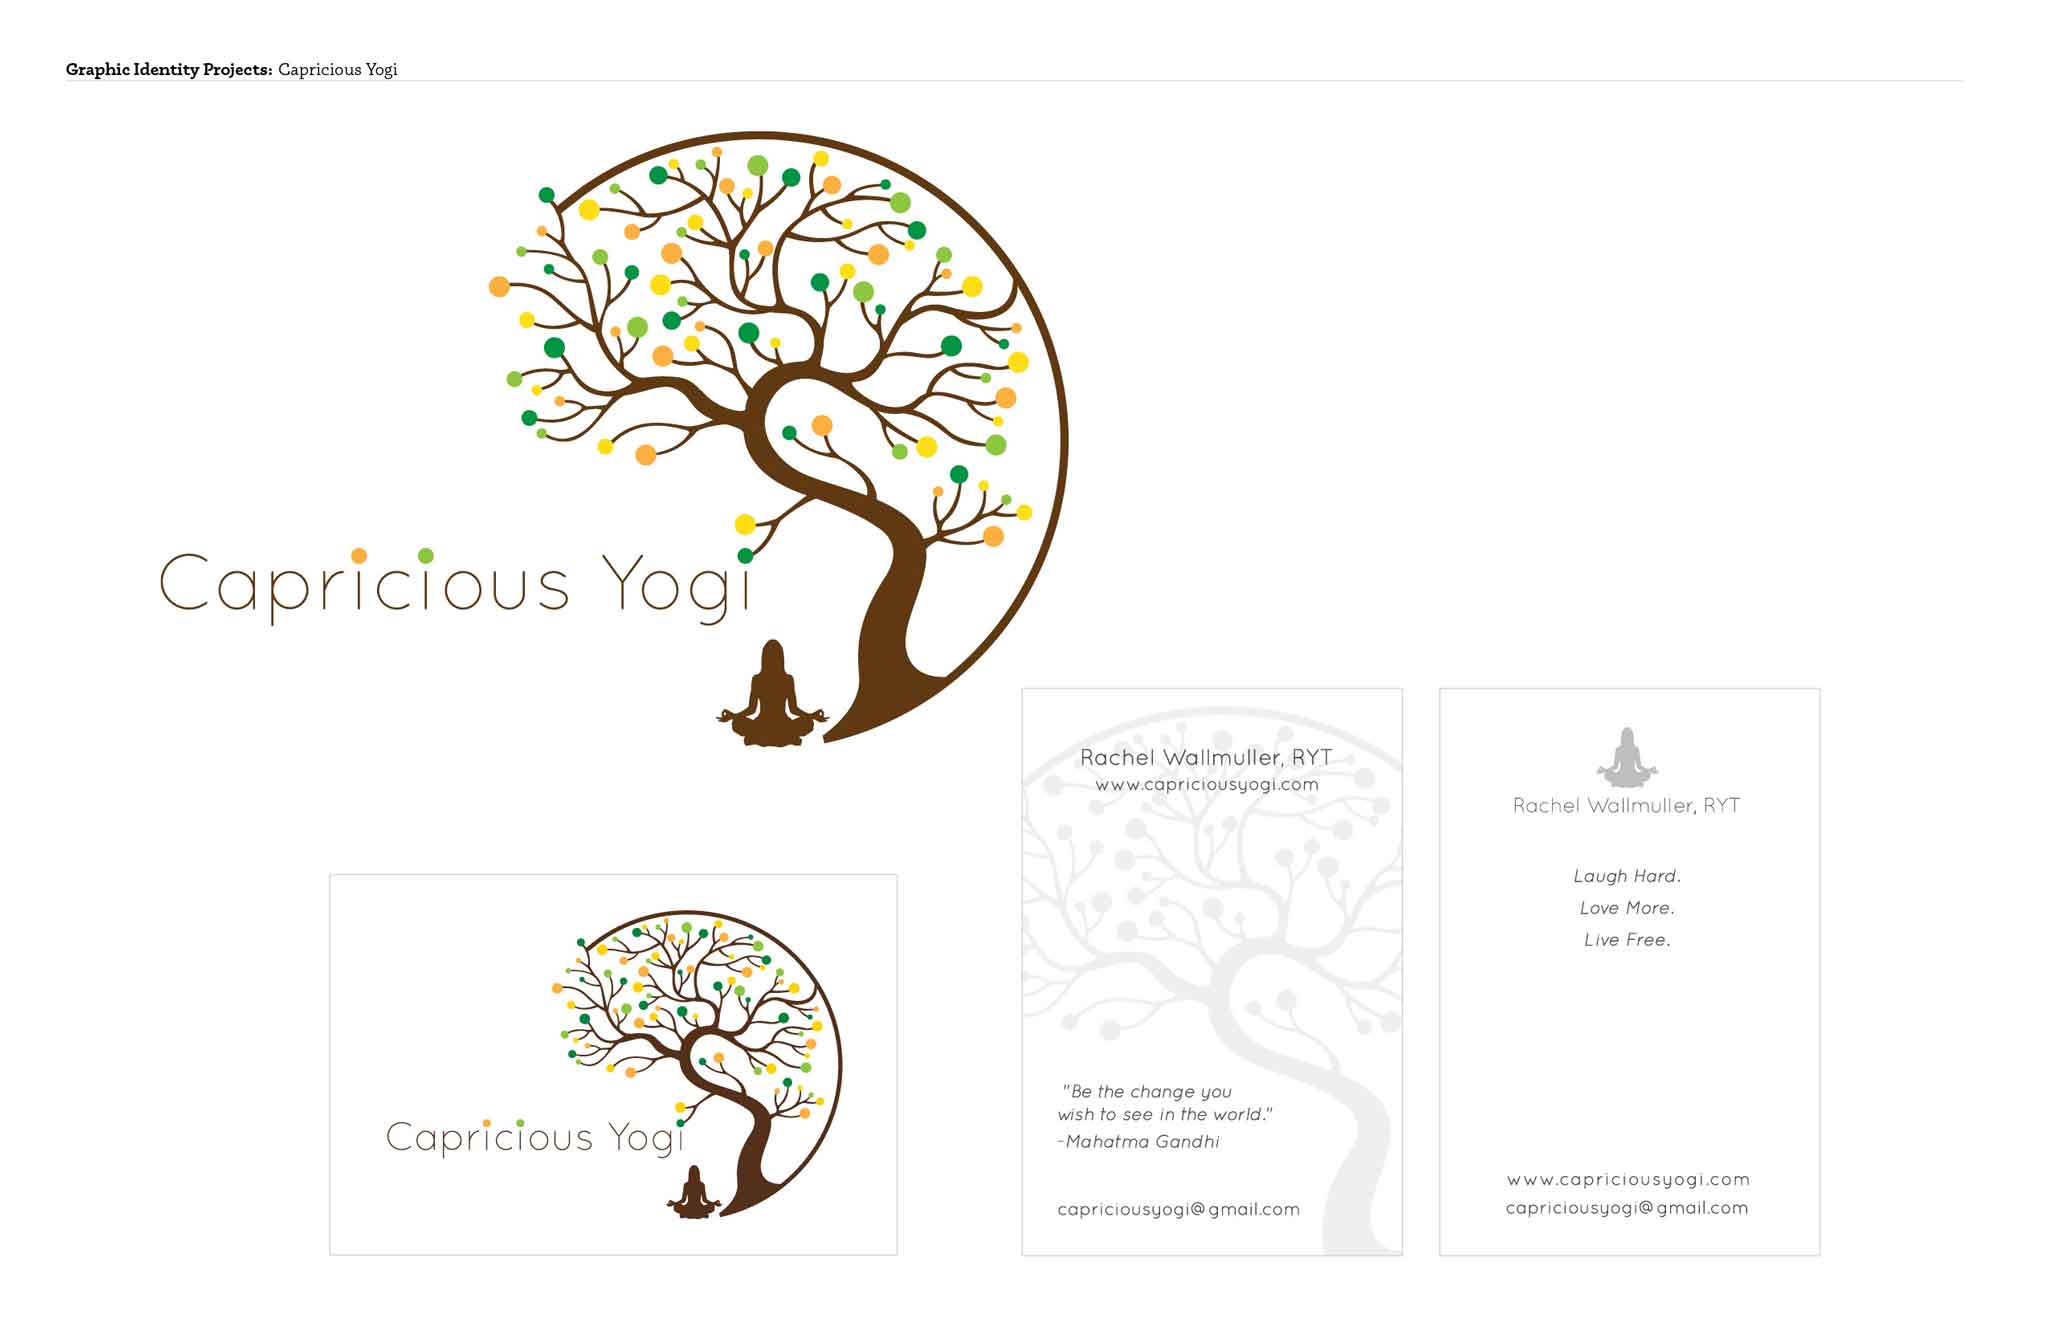 Graphic Identity Projects: Capricious Yogi
Capricious Yogi
Capricious Yogi
Rachel Wallmuller, RYT
www.capriciousyogi.com
"Be the change you
wish to see in the world."
-Mahatma Gandhi
capriciousyogi@gmail.com
Rachel Wallmuller, RYT
Laugh Hard.
Love More.
Live Free.
www.capriciousyogi.com
capriciousyogi@gmail.com